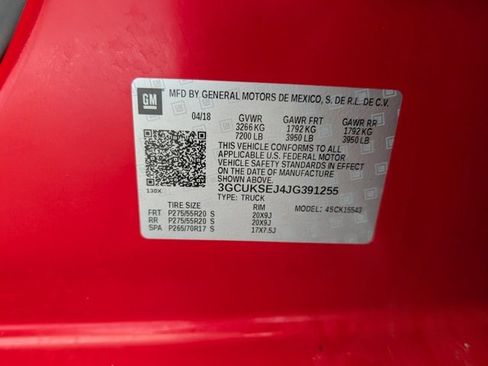 GM
MFD BY GENERAL MOTORS DE MEXICO, S. DE R.L. DE C.V.
04/18 GVWR GAWR FRT GAWR RR
3266 KG 1792 KG 1792 KG
7200 LB 3950 LB 3950 LB
THIS VEHICLE CONFORMS TO ALL
APPLICABLE U.S. FEDERAL MOTOR
VEHICLE SAFETY STANDARDS IN EFFECT
ON THE DATE OF MANUFACTURE SHOWN ABOVE.
3GCUKSEJ4JG391255
130X TYPE: TRUCK
TIRE SIZE RIM MODEL: 4SCK15543
FRT P275/55R20 S 20X9J
RR P275/55R20 S 20X9J
SPA P265/70R17 S 17X7.5J